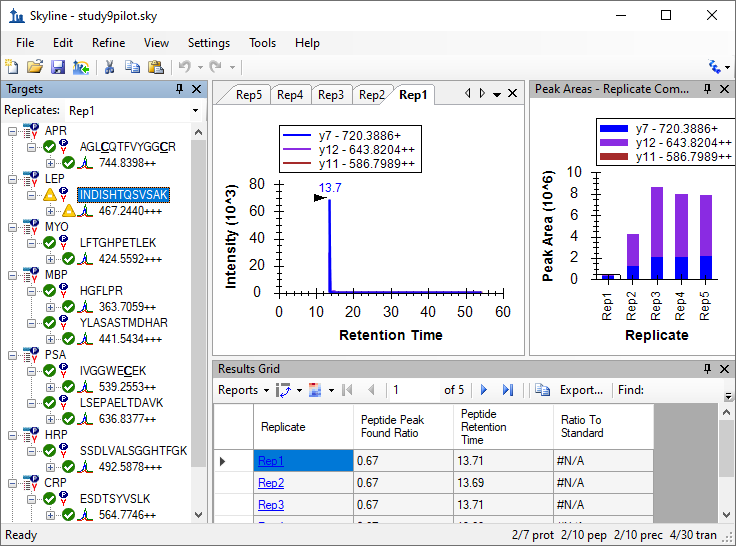 Skyline - study9pilot.sky
File Edit View Settings Tools Help
Refine
Targets
Replicates: Rep1
APR
AGLCQTFVYGGCR
744.8398++
LEP
INDISHTQSVSAK
467.2440+++
MYO
LFTGHPETLEK
424.5592+++
MBP
HGFLPR
363.7059++
YLASASTMDHAR
441.5434+++
PSA
IVGGWECEK
539.2553++
LSEPAELTDAVK
636.8377++
HRP
SSDLVALSGGHTFGK
492.5878+++
CRP
ESDTSYVSLK
564.7746++
Rep5 Rep4 Rep3 Rep2 Rep1
y7 - 720.3886+
y12 - 643.8204++
y11 - 586.7989++
13.7
Intensity (10^3)
80
60
40
20
0
0 10 20 30 40 50 60
Retention Time
Peak Areas - Replicate Com...
y7 - 720.3886+
y12 - 643.8204++
y11 - 586.7989++
Peak Area (10^6)
10
8
6
4
2
0
Rep1 Rep2 Rep3 Rep4 Rep5
Replicate
Results Grid
Reports 1 of 5 Export... Find:
Replicate Peptide Peak Found Ratio Peptide Retention Time Ratio To Standard
Rep1 0.67 13.71 #N/A
Rep2 0.67 13.69 #N/A
Rep3 0.67 13.71 #N/A
Ready 2/7 prot 2/10 pep 2/10 prec 4/30 tran